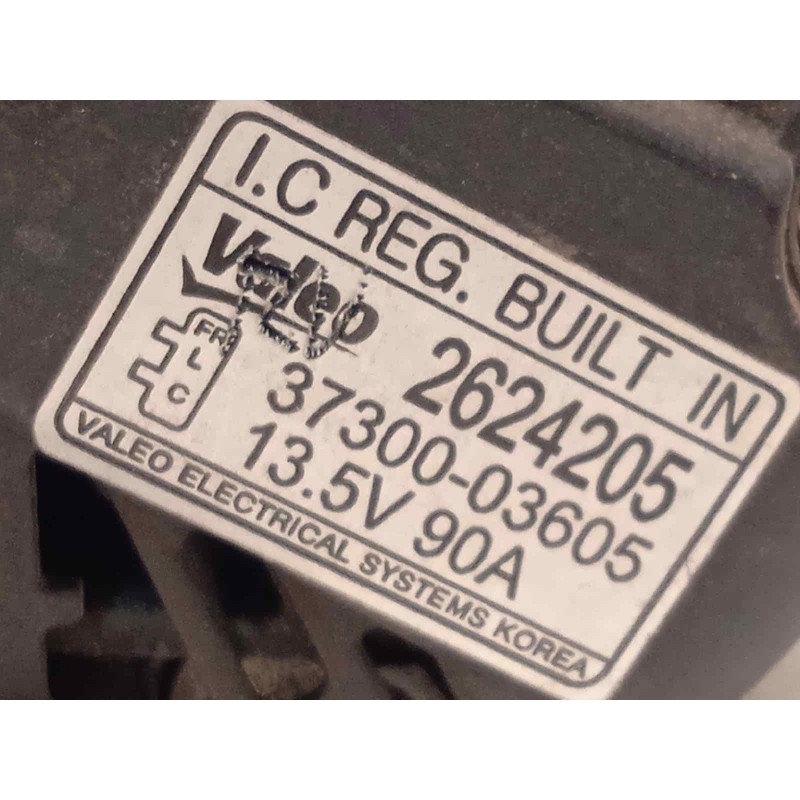 I.C REG. BUILT IN
Valeo
2624205
FR
L
C
37300-03605
13.5V 90A
VALEO ELECTRICAL SYSTEMS KOREA